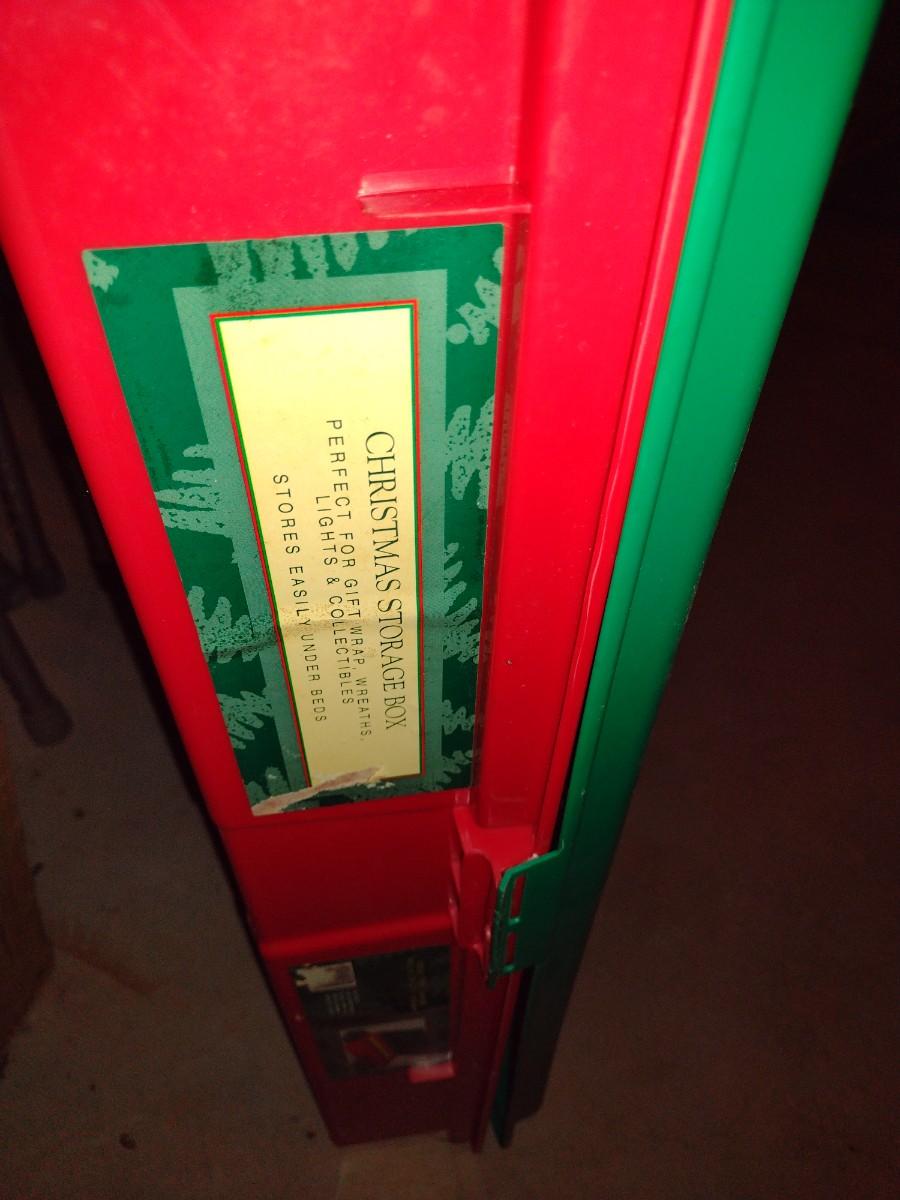 CHRISTMAS STORAGE BOX
PERFECT FOR GIFT WRAP, WREATHS,
LIGHTS & COLLECTIBLES
STORES EASILY UNDER BEDS